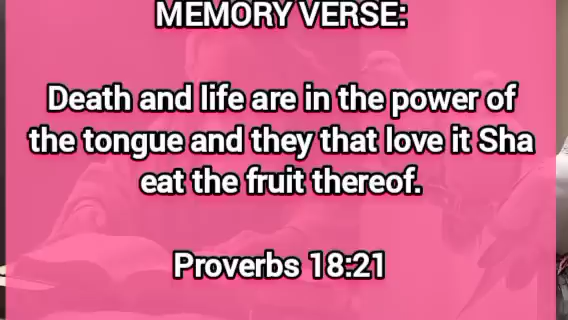 MEMORY VERSE:
Death and life are in the power of
the tongue and they that love it Sha
eat the fruit thereof.
Proverbs 18:21